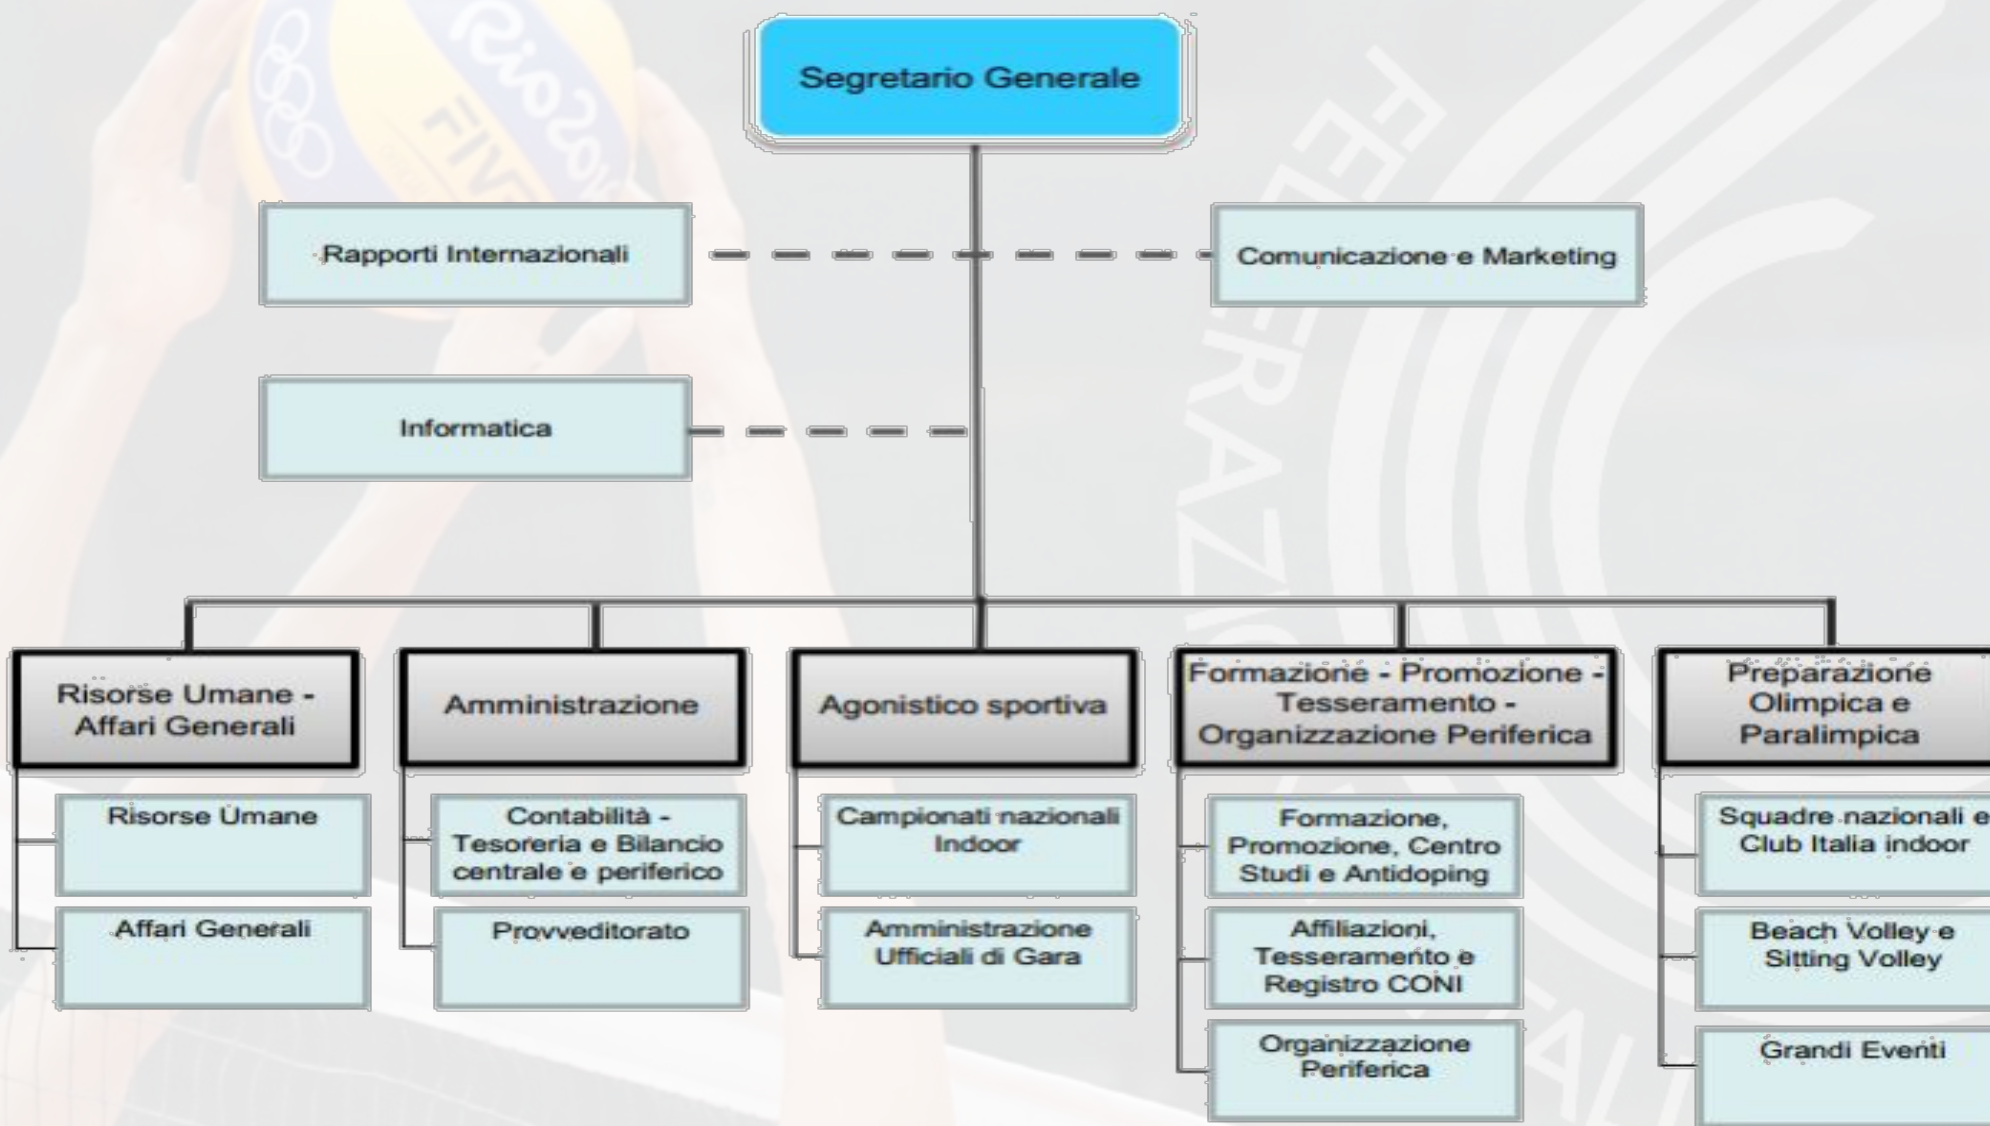 Segretario Generale
Rapporti Internazionali
Comunicazione e Marketing
Informatica
Risorse Umane -
Affari Generali
Amministrazione
Agonistico sportiva
Formazione - Promozione -
Tesseramento -
Organizzazione Periferica
Preparazione
Olimpica e
Paralimpica
Risorse Umane
Affari Generali
Contabilità -
Tesoreria e Bilancio
centrale e periferico
Provveditorato
Campionati nazionali
Indoor
Amministrazione
Ufficiali di Gara
Formazione,
Promozione, Centro
Studi e Antidoping
Affiliazioni,
Tesseramento e
Registro CONI
Organizzazione
Periferica
Squadre nazionali e
Club Italia indoor
Beach Volley e
Sitting Volley
Grandi Eventi